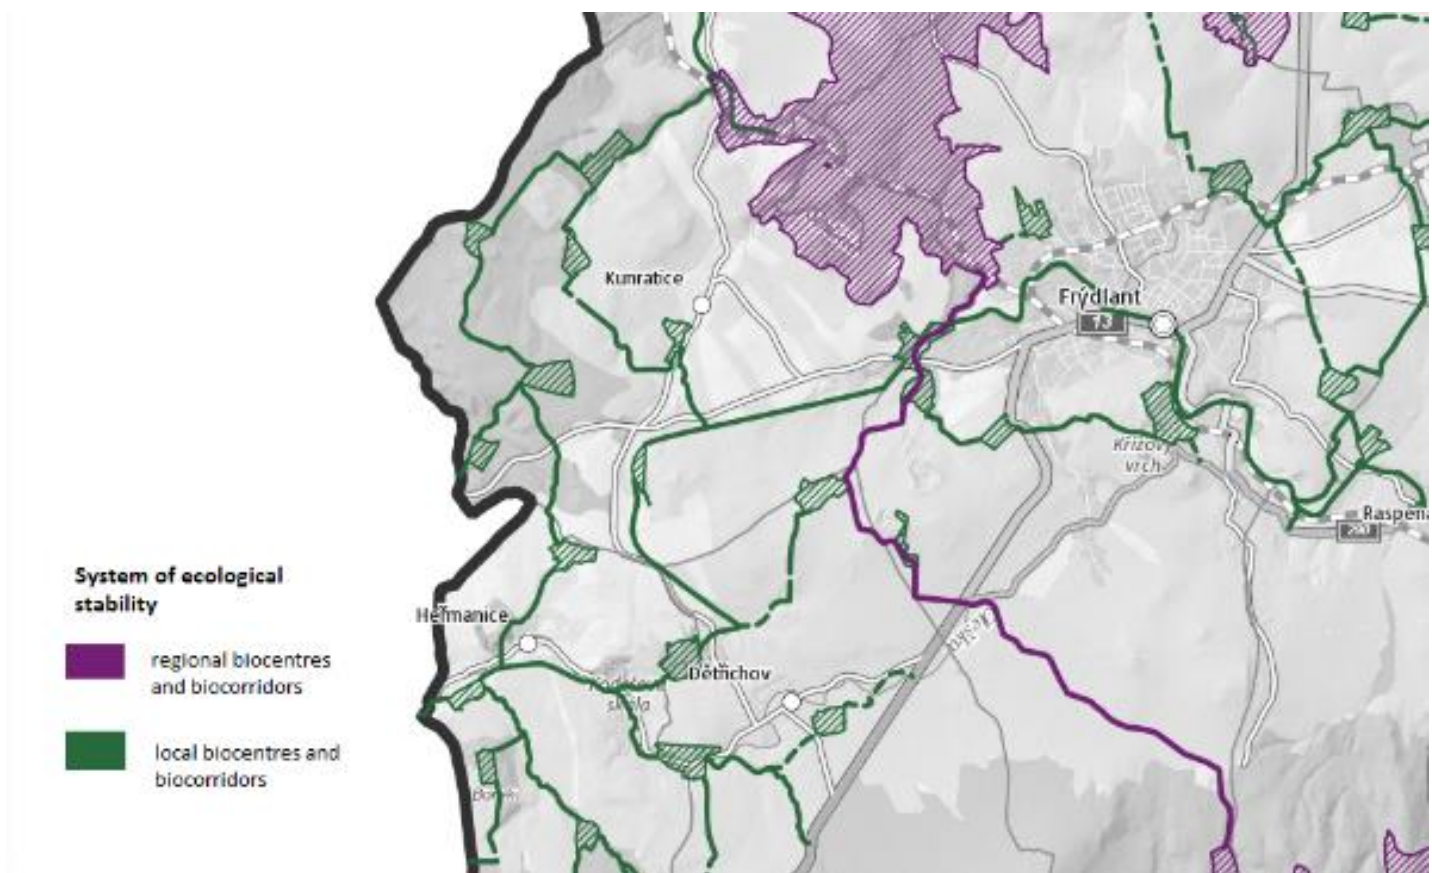 Kunratice
Frýdlant
13
Křížový
vrch
Raspena
System of ecological
stability
Heřmanice
regional biocentres
and biocorridors
Dětřichov
local biocentres and
biocorridors